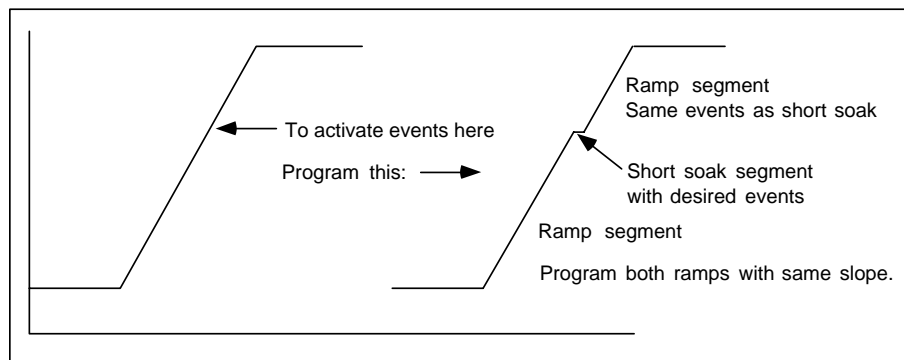 To activate events here
Program this:
Ramp segment
Same events as short soak
Short soak segment
with desired events
Ramp segment
Program both ramps with same slope.